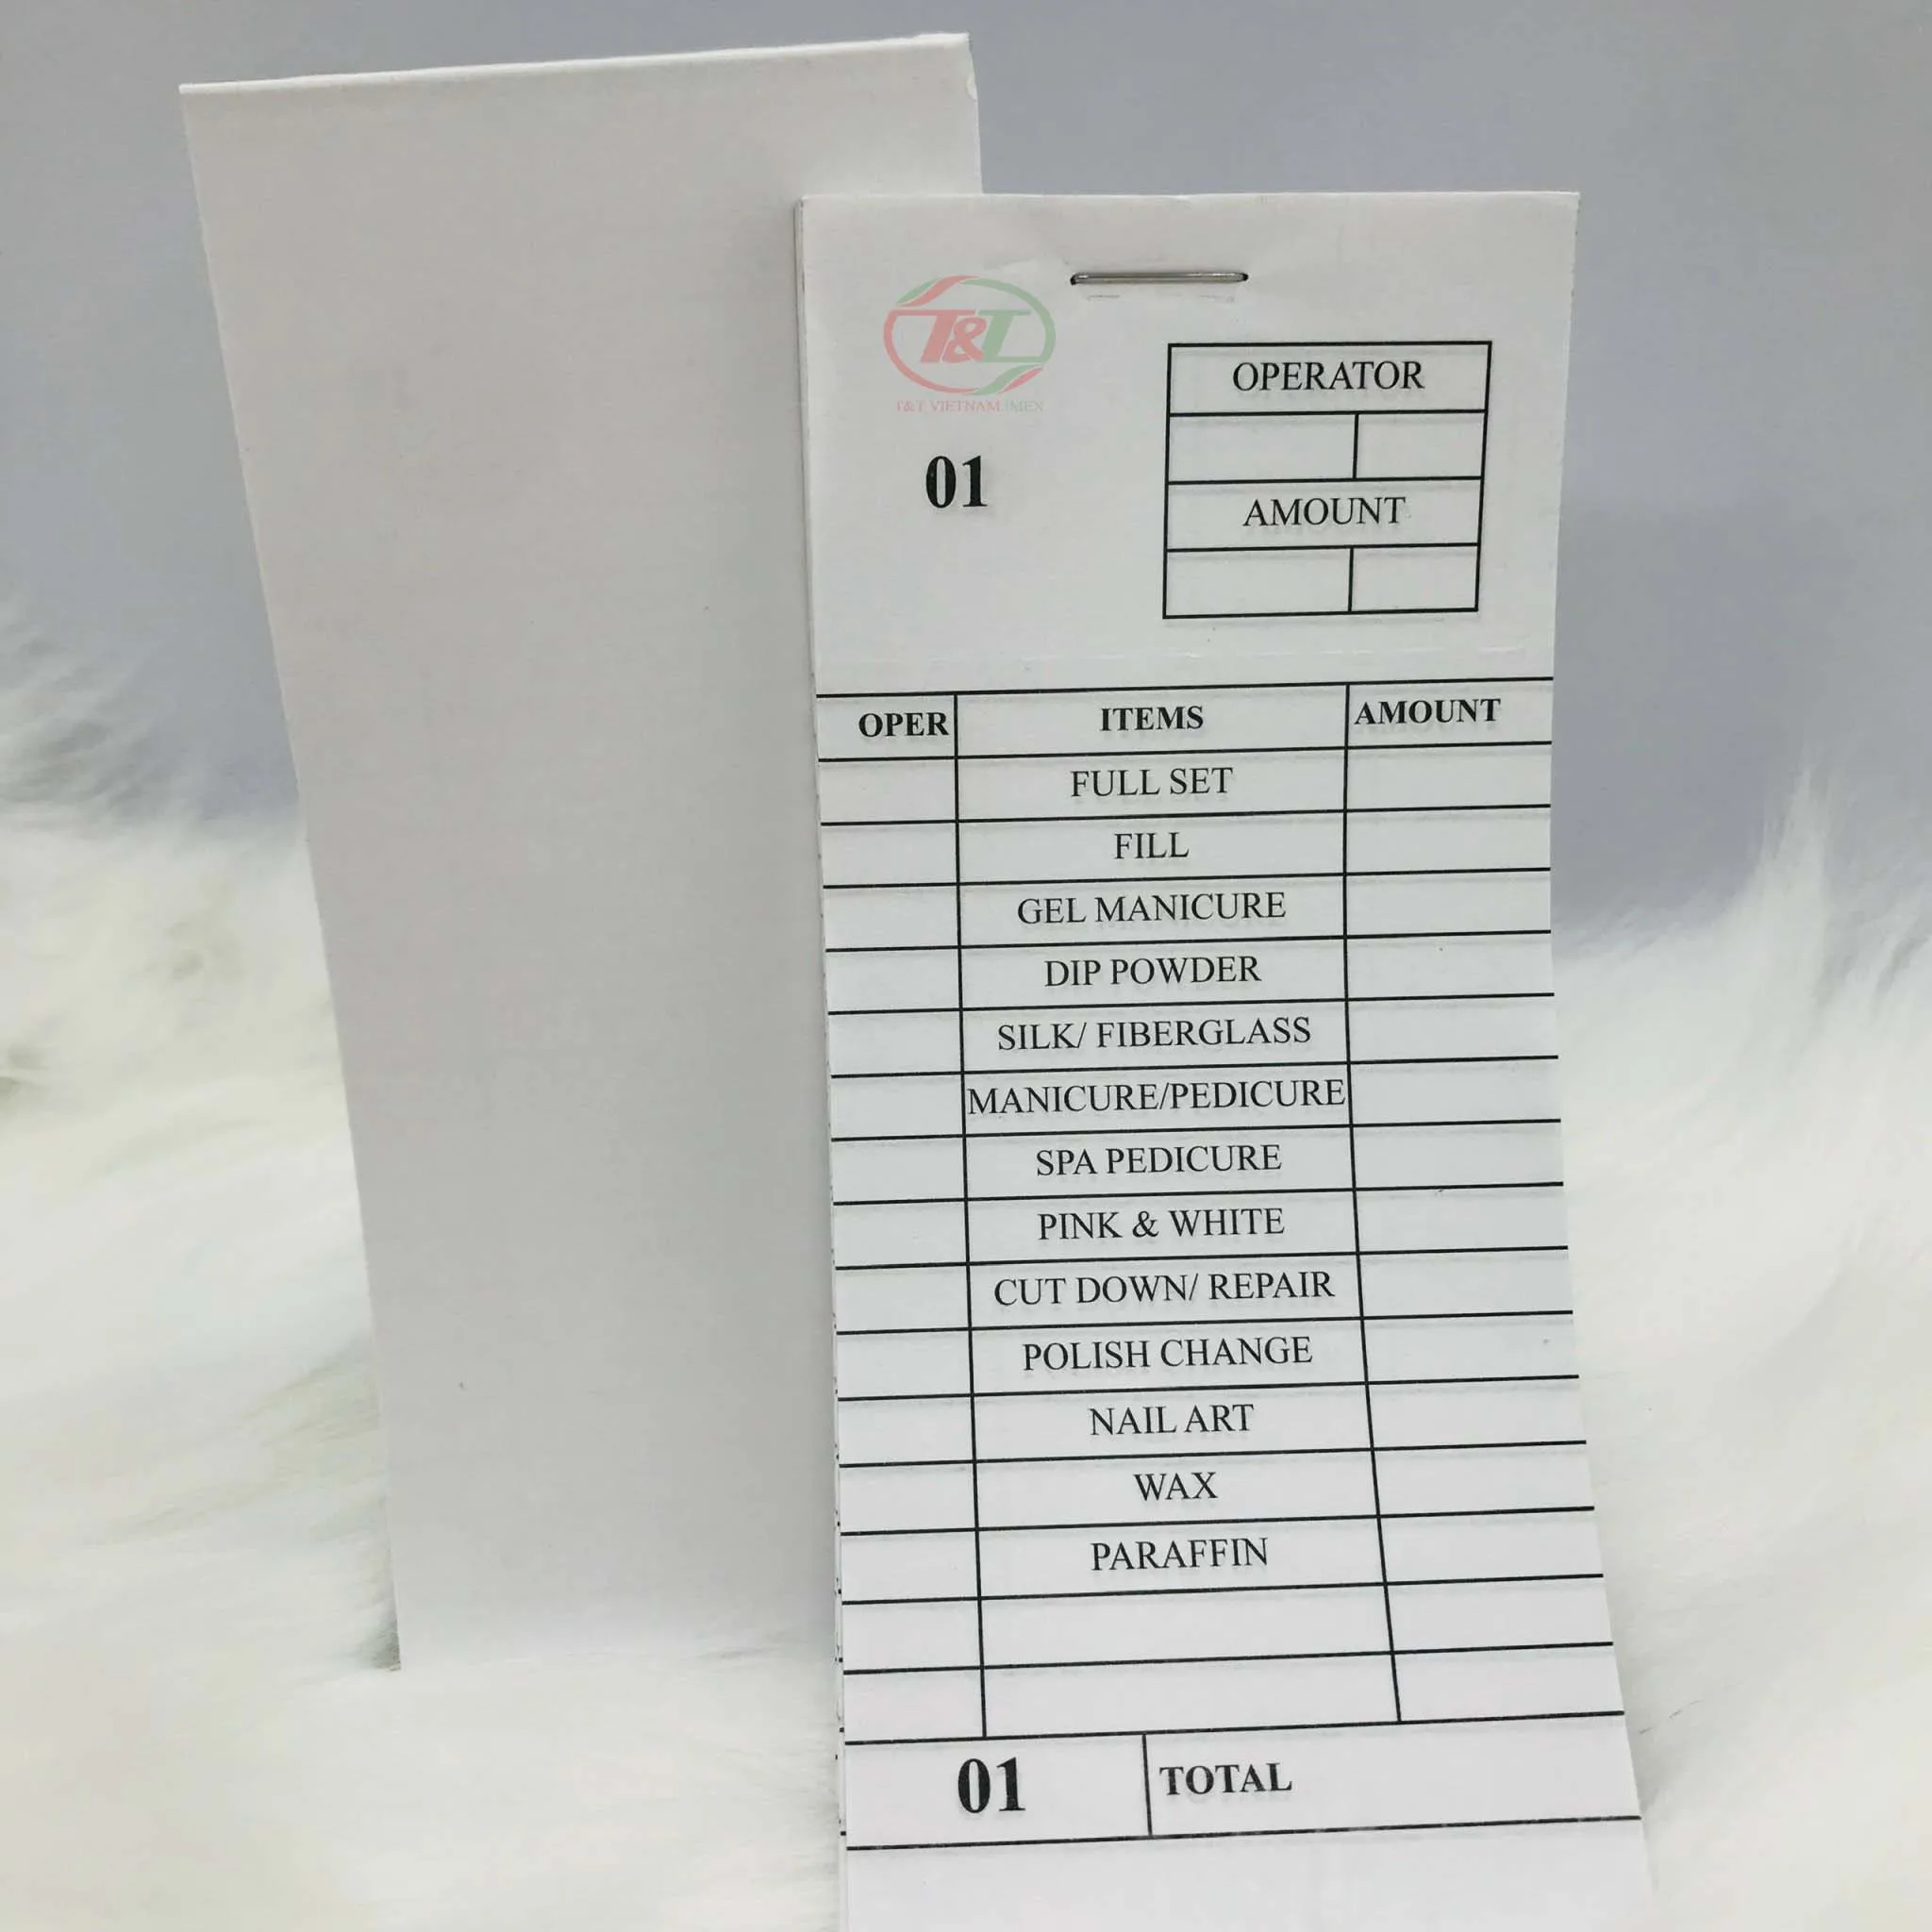 T&T
T&T VIETNAM IMEX
OPERATOR
01
AMOUNT
OPER ITEMS AMOUNT
FULL SET
FILL
GEL MANICURE
DIP POWDER
SILK/ FIBERGLASS
MANICURE/PEDICURE
SPA PEDICURE
PINK & WHITE
CUT DOWN/ REPAIR
POLISH CHANGE
NAIL ART
WAX
PARAFFIN
01 TOTAL